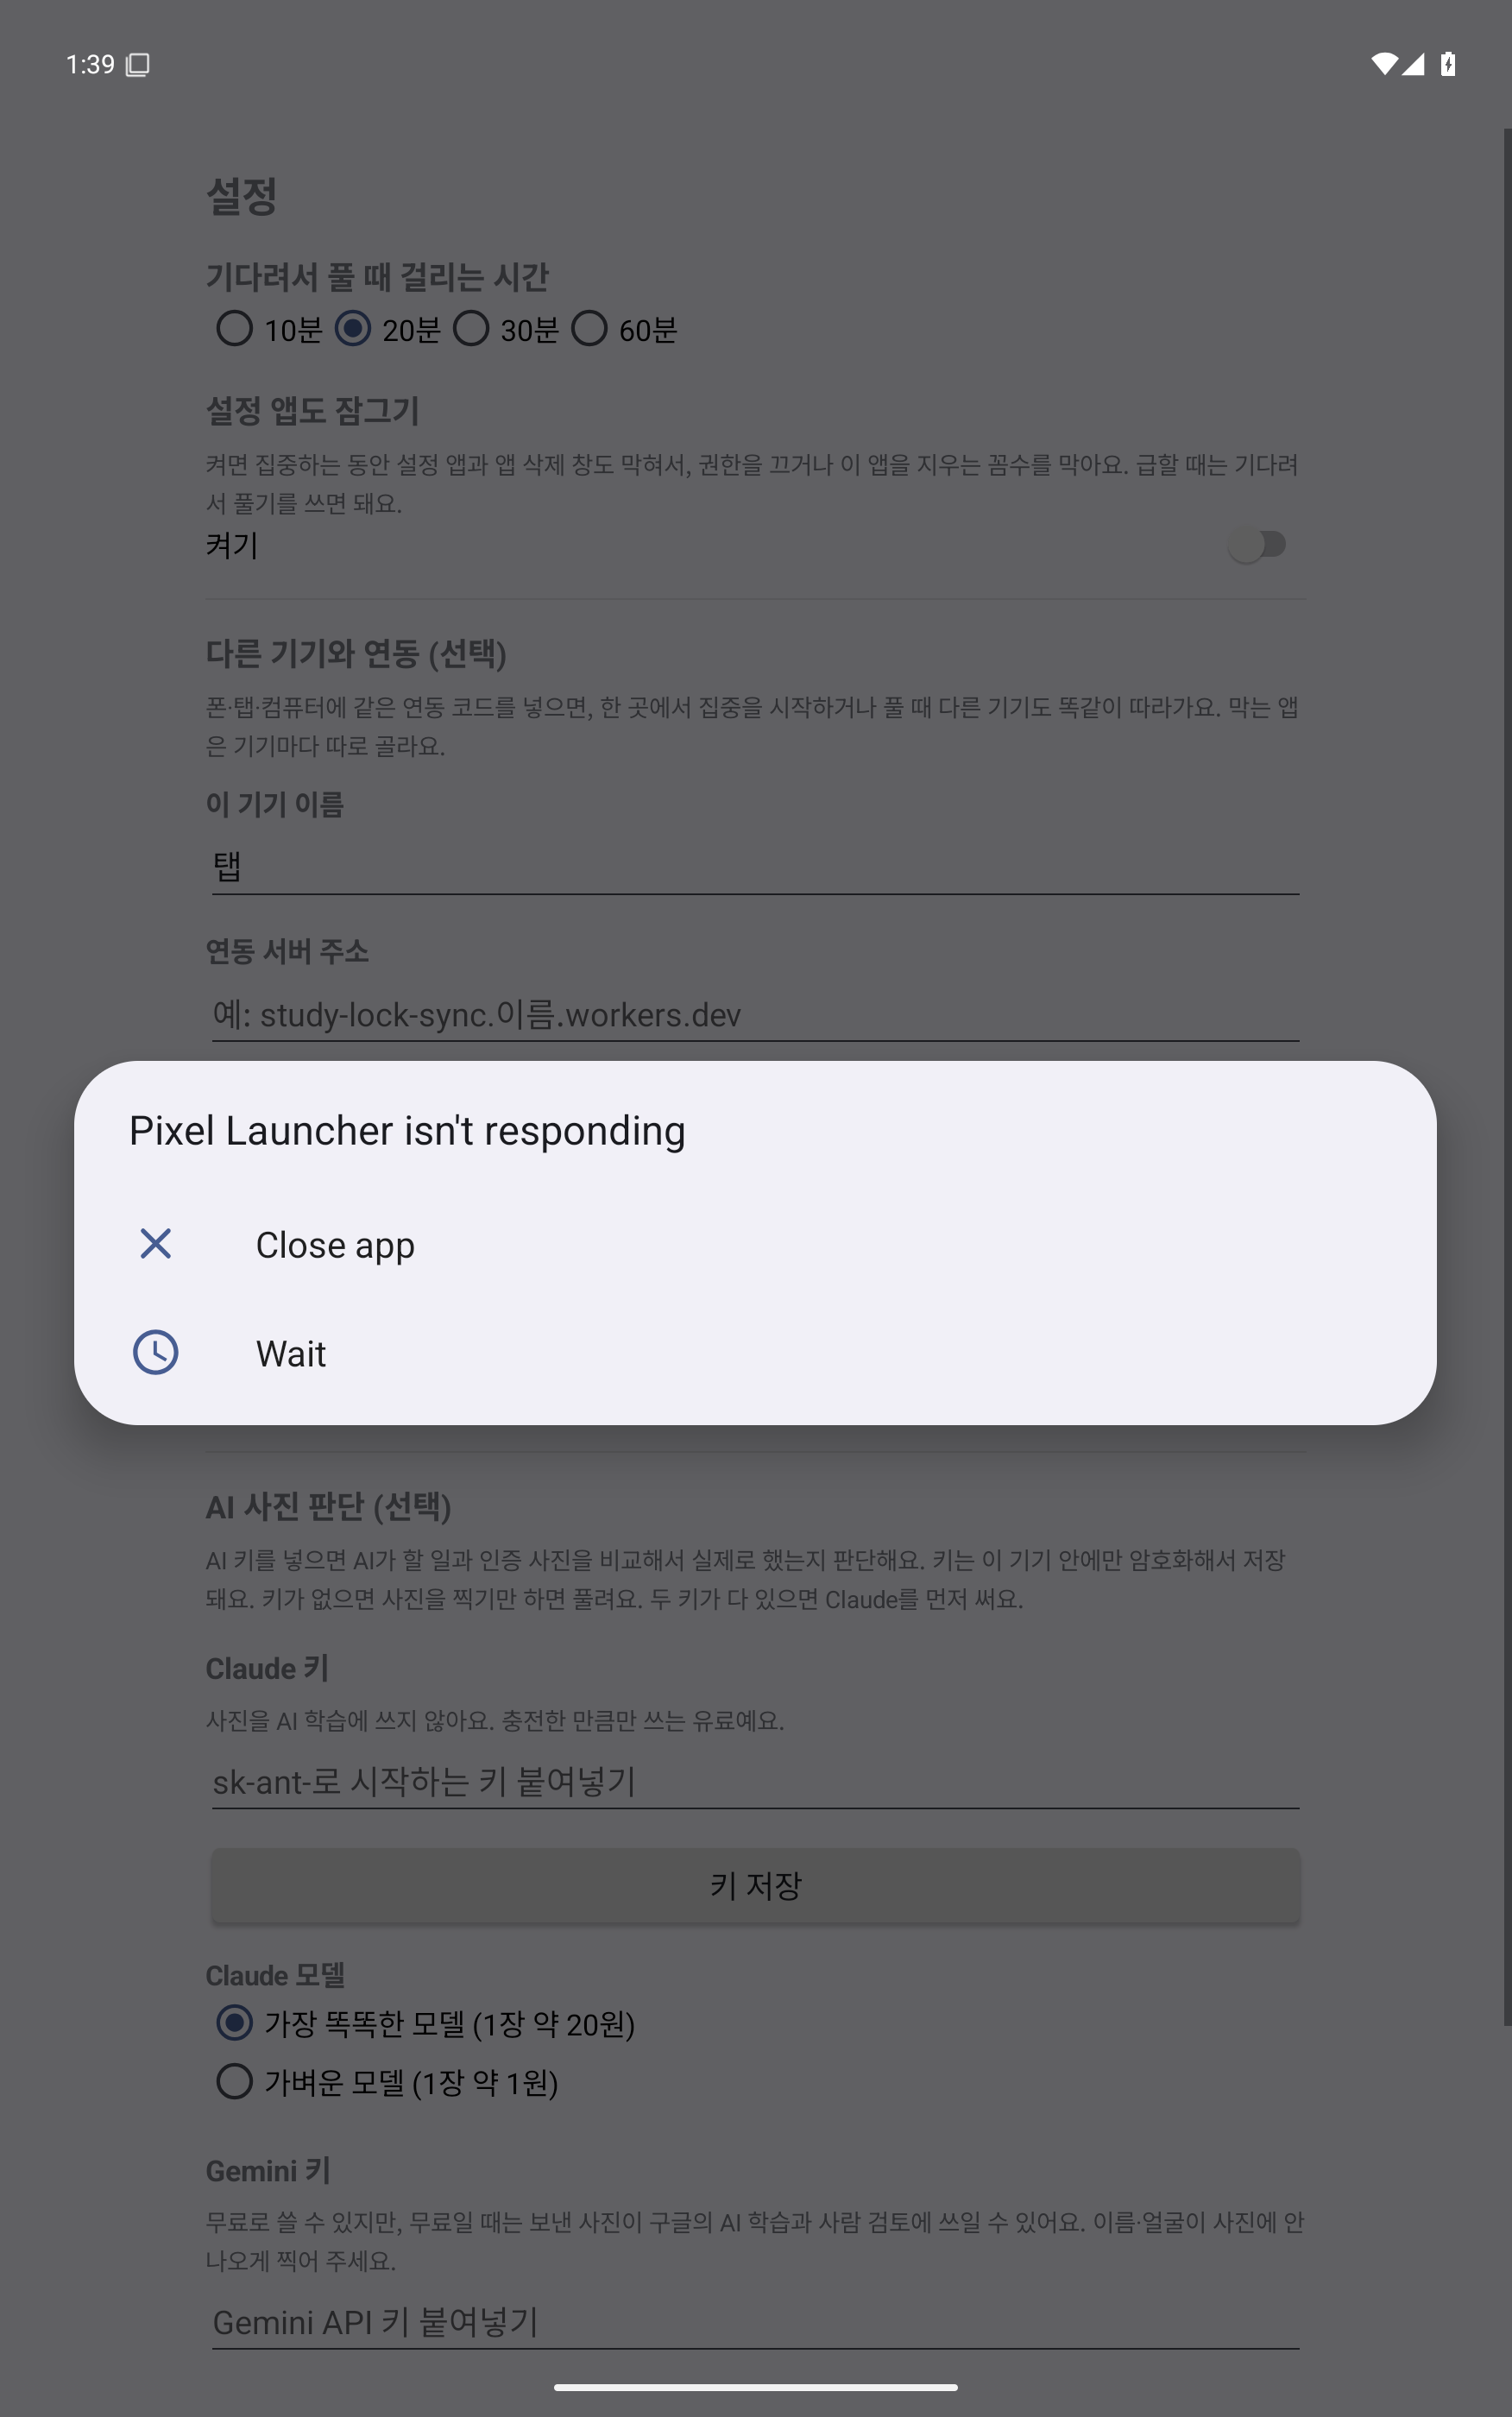 1:39
설정
기다려서 풀 때 걸리는 시간
10분 20분 30분 60분
설정 앱도 잠그기
켜면 집중하는 동안 설정 앱과 앱 삭제 창도 막혀서, 권한을 끄거나 이 앱을 지우는 꼼수를 막아요. 급할 때는 기다려
서 풀기를 쓰면 돼요.
켜기
다른 기기와 연동 (선택)
폰·탭·컴퓨터에 같은 연동 코드를 넣으면, 한 곳에서 집중을 시작하거나 풀 때 다른 기기도 똑같이 따라가요. 막는 앱
은 기기마다 따로 골라요.
이 기기 이름
탭
연동 서버 주소
예: study-lock-sync.이름.workers.dev
Pixel Launcher isn't responding
Close app
Wait
AI 사진 판단 (선택)
AI 키를 넣으면 AI가 할 일과 인증 사진을 비교해서 실제로 했는지 판단해요. 키는 이 기기 안에만 암호화해서 저장
돼요. 키가 없으면 사진을 찍기만 하면 풀려요. 두 키가 다 있으면 Claude를 먼저 써요.
Claude 키
사진을 AI 학습에 쓰지 않아요. 충전한 만큼만 쓰는 유료예요.
sk-ant-로 시작하는 키 붙여넣기
키 저장
Claude 모델
가장 똑똑한 모델 (1장 약 20원)
가벼운 모델 (1장 약 1원)
Gemini 키
무료로 쓸 수 있지만, 무료일 때는 보낸 사진이 구글의 AI 학습과 사람 검토에 쓰일 수 있어요. 이름·얼굴이 사진에 안
나오게 찍어 주세요.
Gemini API 키 붙여넣기